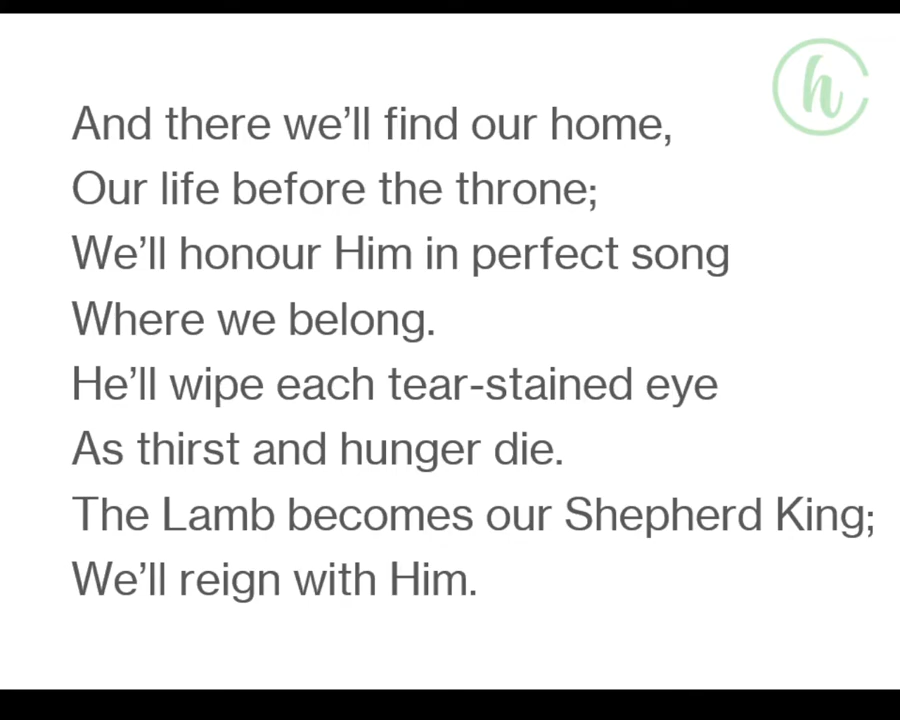 h
And there we’ll find our home,
Our life before the throne;
We’ll honour Him in perfect song
Where we belong.
He’ll wipe each tear-stained eye
As thirst and hunger die.
The Lamb becomes our Shepherd King;
We’ll reign with Him.